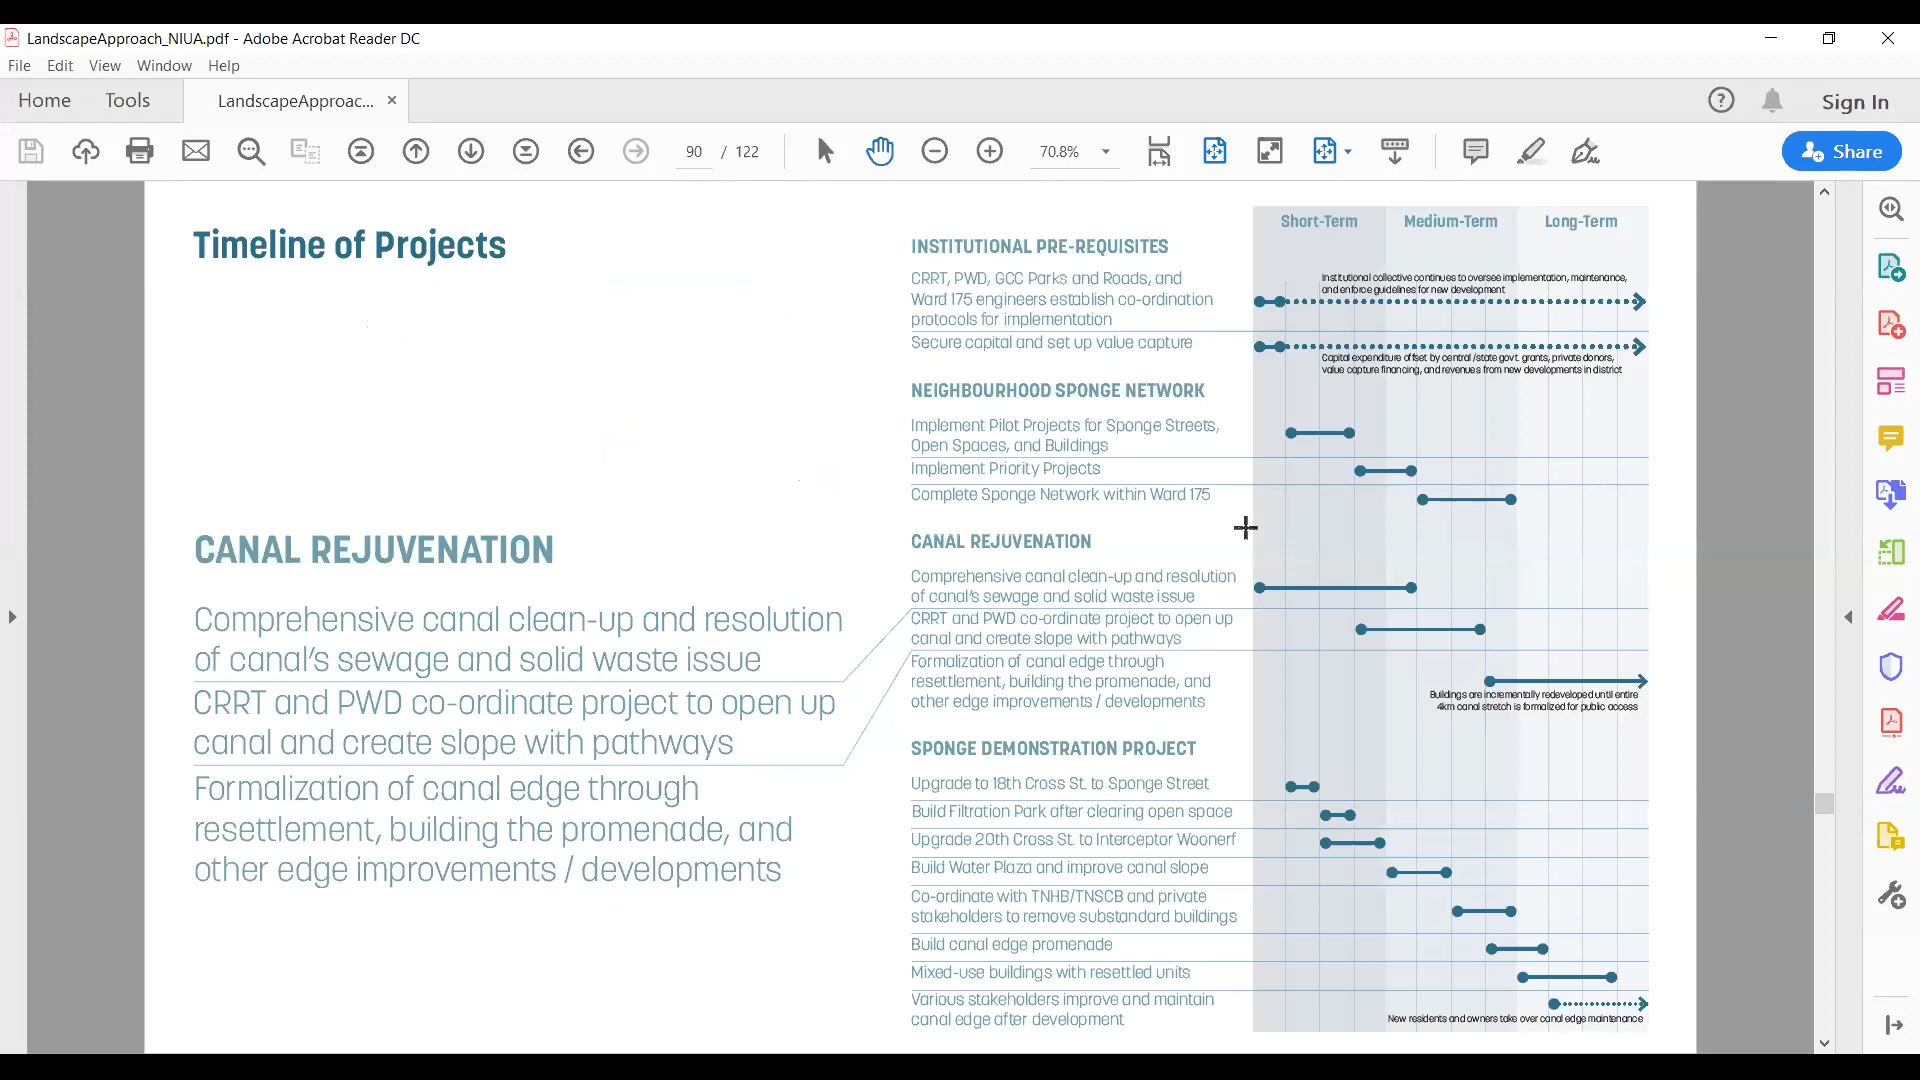 LandscapeApproach_NIUA.pdf - Adobe Acrobat Reader DC
File Edit View Window Help
Home Tools LandscapeApproac... × Sign In
90 / 122 70.8% Share
Timeline of Projects
CANAL REJUVENATION
Comprehensive canal clean-up and resolution
of canal's sewage and solid waste issue
CRRT and PWD co-ordinate project to open up
canal and create slope with pathways
Formalization of canal edge through
resettlement, building the promenade, and
other edge improvements / developments
Short-Term Medium-Term Long-Term
INSTITUTIONAL PRE-REQUISITES
CRRT, PWD, GCC Parks and Roads, and
Ward 175 engineers establish co-ordination
protocols for implementation
Institutional collective continues to oversee implementation, maintenance,
and enforce guidelines for new development
Secure capital and set up value capture
Capital expenditure offset by central /state govt. grants, private donors,
value capture financing, and revenues from new developments in district
NEIGHBOURHOOD SPONGE NETWORK
Implement Pilot Projects for Sponge Streets,
Open Spaces, and Buildings
Implement Priority Projects
Complete Sponge Network within Ward 175
CANAL REJUVENATION
Comprehensive canal clean-up and resolution
of canal's sewage and solid waste issue
CRRT and PWD co-ordinate project to open up
canal and create slope with pathways
Formalization of canal edge through
resettlement, building the promenade, and
other edge improvements / developments
Buildings are incrementally redeveloped until entire
4km canal stretch is formalized for public access
SPONGE DEMONSTRATION PROJECT
Upgrade to 18th Cross St. to Sponge Street
Build Filtration Park after clearing open space
Upgrade 20th Cross St. to Interceptor Woonerf
Build Water Plaza and improve canal slope
Co-ordinate with TNHB/TNSCB and private
stakeholders to remove substandard buildings
Build canal edge promenade
Mixed-use buildings with resettled units
Various stakeholders improve and maintain
canal edge after development
New residents and owners take over canal edge maintenance